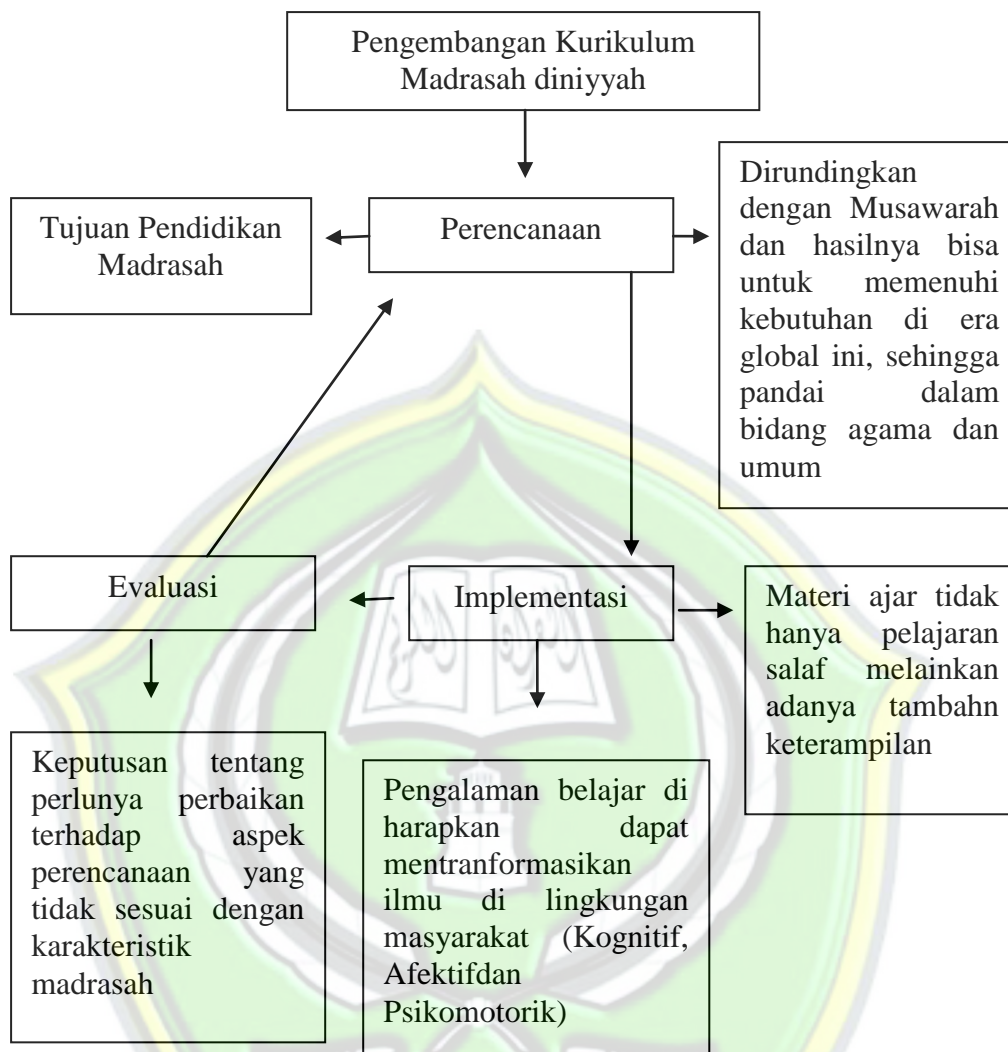 Pengembangan Kurikulum
Madrasah diniyyah
Tujuan Pendidikan
Madrasah
Perencanaan
Dirundingkan
dengan Musawarah
dan hasilnya bisa
untuk memenuhi
kebutuhan di era
global ini, sehingga
pandai dalam
bidang agama dan
umum
Evaluasi
Implementasi
Materi ajar tidak
hanya pelajaran
salaf melainkan
adanya tambahn
keterampilan
Keputusan tentang
perlunya perbaikan
terhadap aspek
perencanaan yang
tidak sesuai dengan
karakteristik
madrasah
Pengalaman belajar di
harapkan dapat
mentranformasikan
ilmu di lingkungan
masyarakat (Kognitif,
Afektifdan
Psikomotorik)